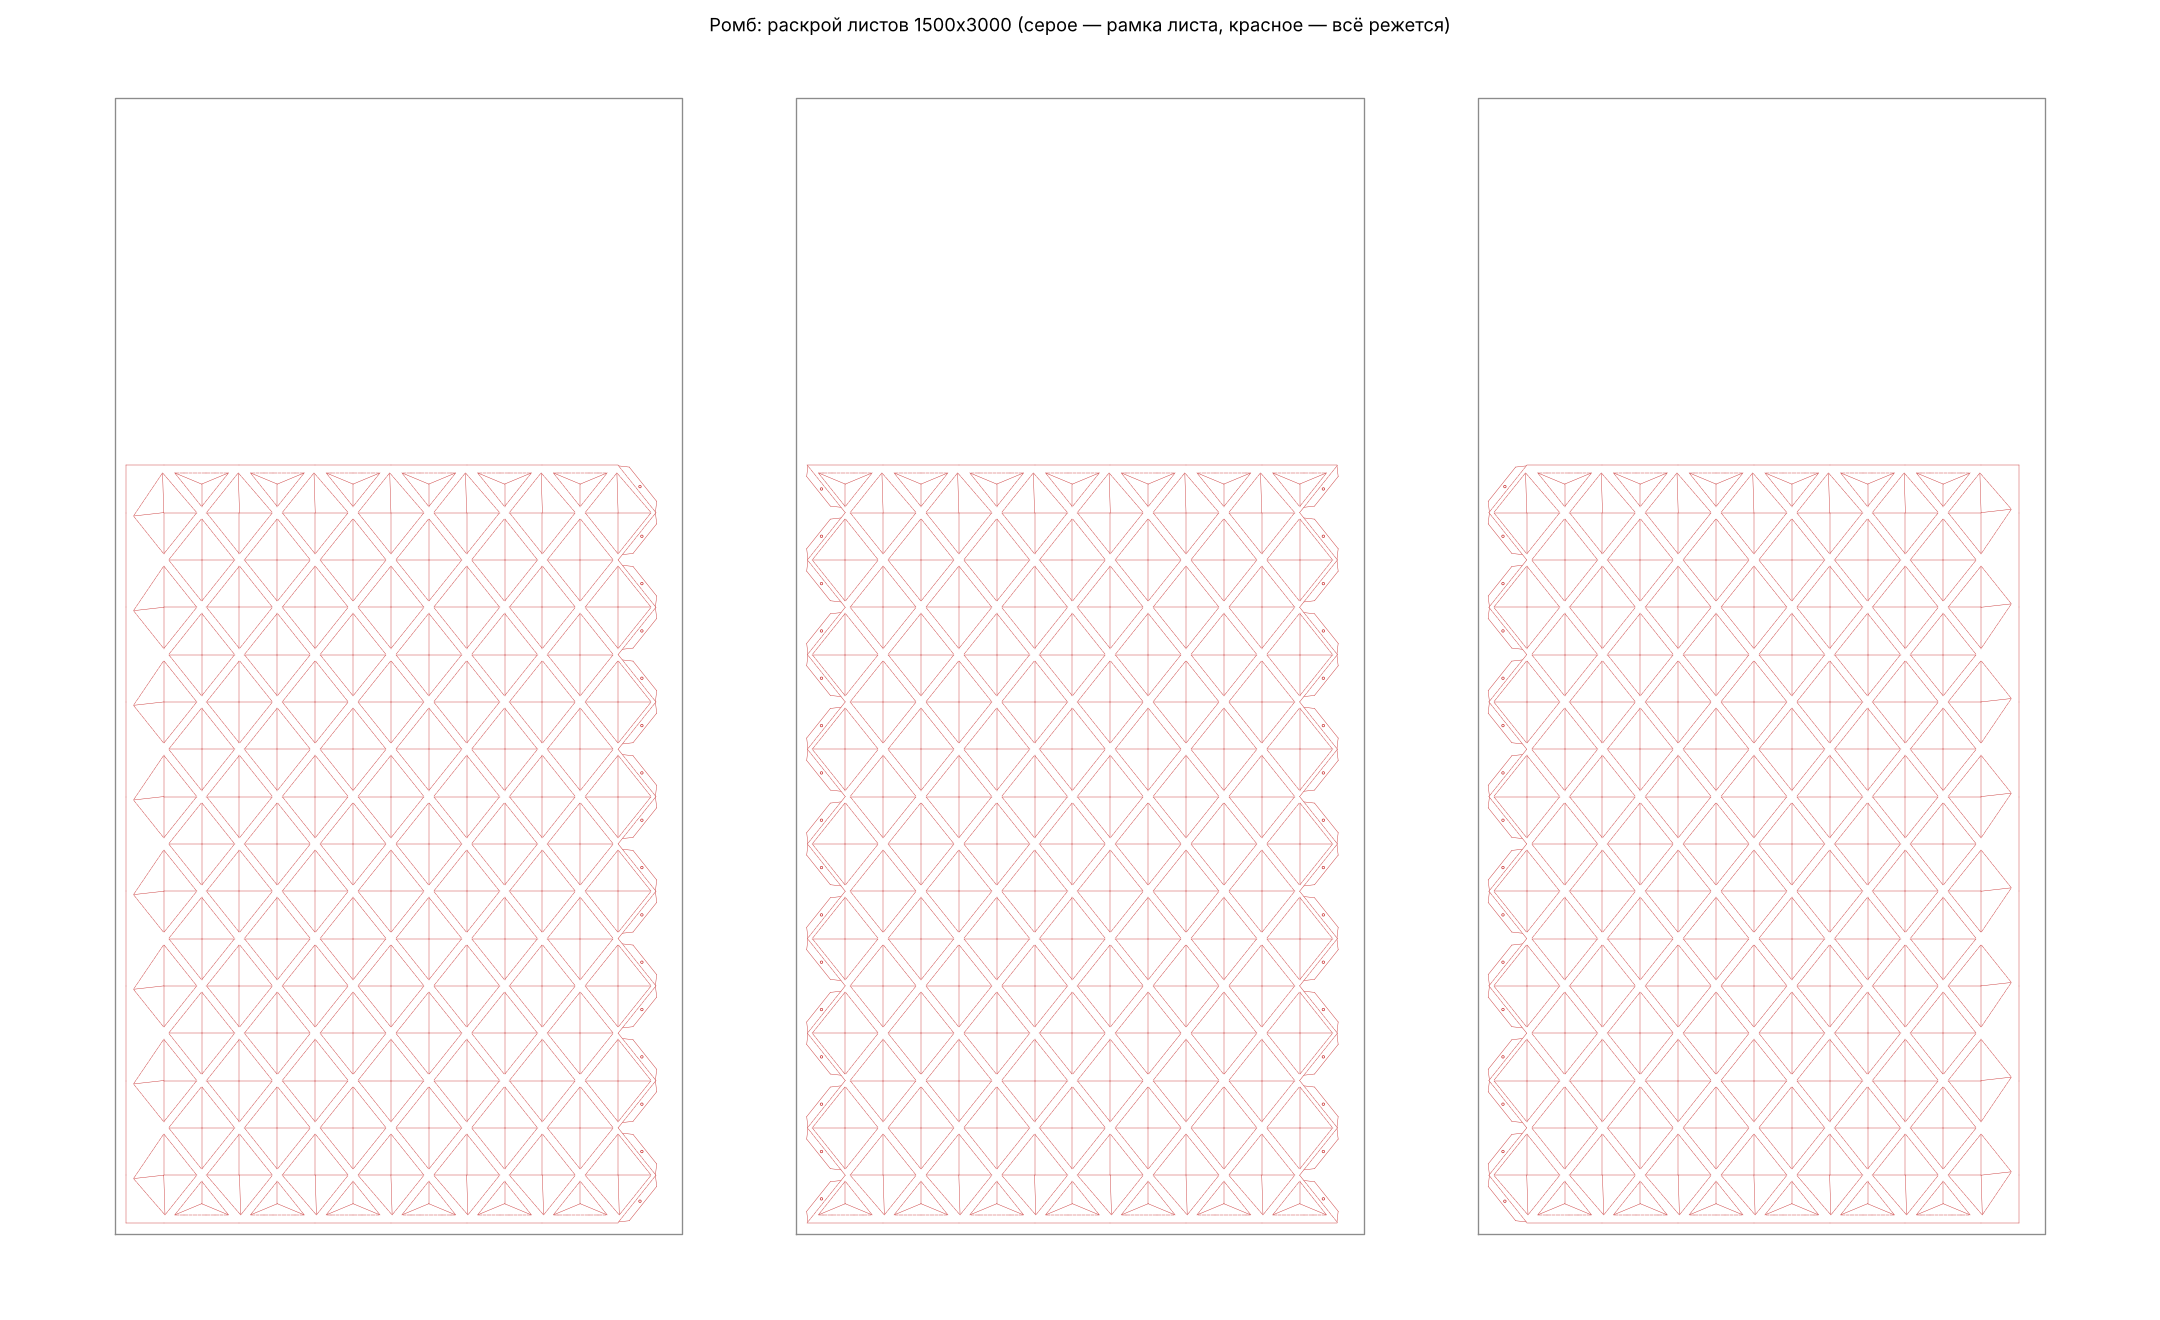 Ромб: раскрой листов 1500x3000 (серое — рамка листа, красное — всё режется)